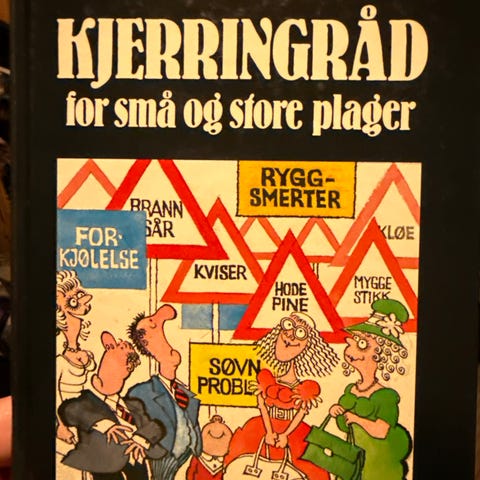 KJERRINGRÅD
for små og store plager
RYGG-
SMERTER
BRANN
SÅR
KLØE
FOR-
KJØLELSE
KVISER
HODE
PINE
MYGGE
STIKK
SØVN
PROBL